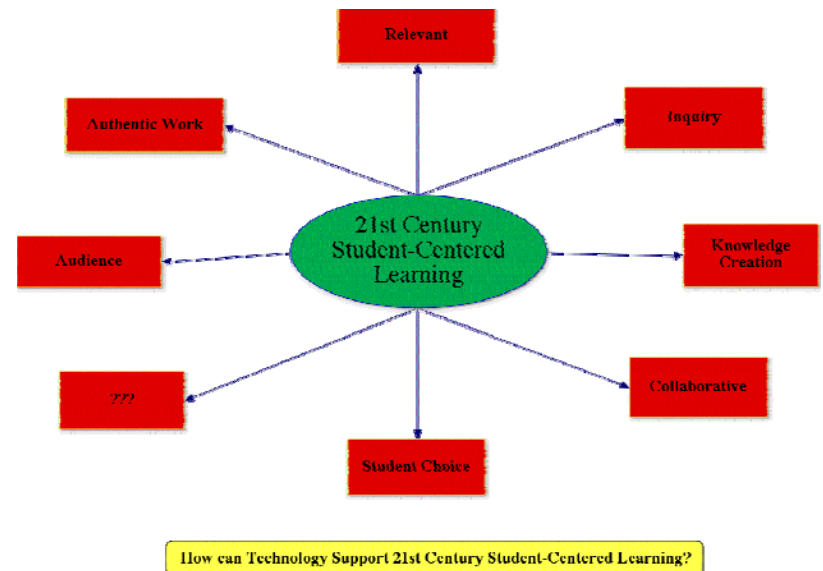 Relevant
Authentic Work
Inquiry
21st Century
Student-Centered
Learning
Audience
Knowledge
Creation
???
Collaborative
Student Choice
How can Technology Support 21st Century Student-Centered Learning?